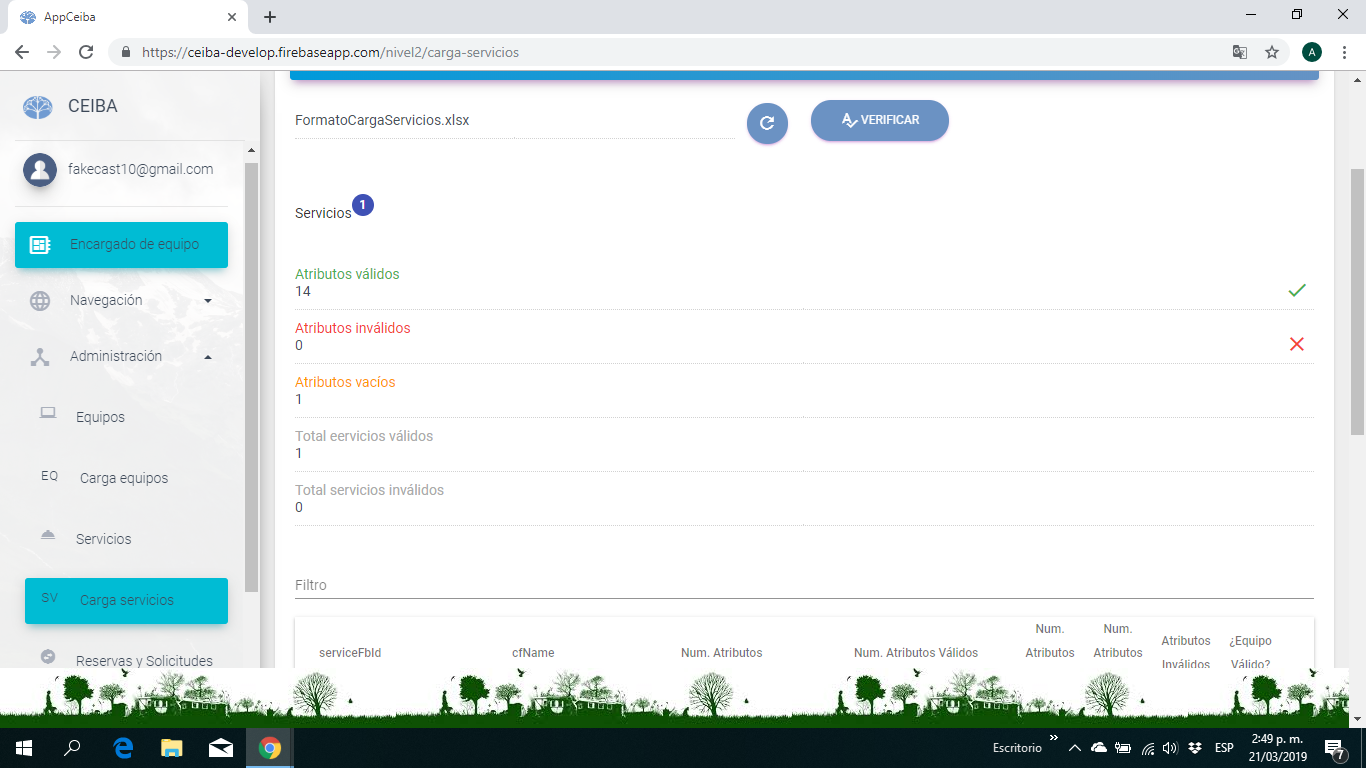 AppCeiba
https://ceiba-develop.firebaseapp.com/nivel2/carga-servicios
A
CEIBA
fakecast10@gmail.com
Encargado de equipo
Navegación
Administración
Equipos
EQ Carga equipos
Servicios
SV Carga servicios
Reservas y Solicitudes
FormatoCargaServicios.xlsx
VERIFICAR
Servicios 1
Atributos válidos
14
Atributos inválidos
0
Atributos vacíos
1
Total eervicios válidos
1
Total servicios inválidos
0
Filtro
serviceFbId
cfName
Num. Atributos
Num. Atributos Válidos
Num.
Atributos
Num.
Atributos
Atributos
Inválidos
¿Equipo
Válido?
Escritorio
ESP
2:49 p. m.
21/03/2019
7